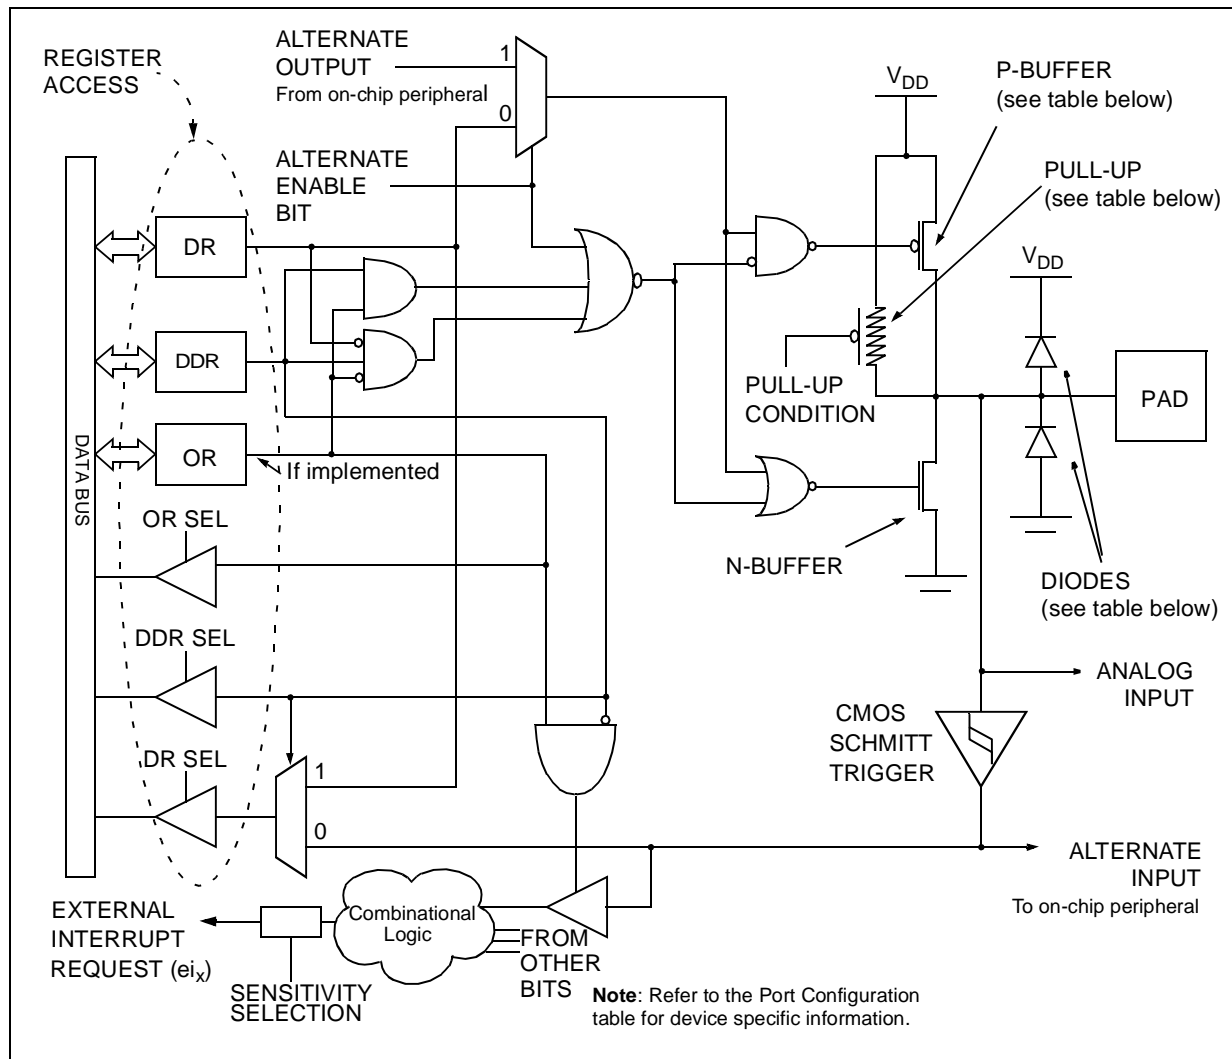 REGISTER
ACCESS
ALTERNATE
OUTPUT
From on-chip peripheral
1
0
ALTERNATE
ENABLE
BIT
VDD
P-BUFFER
(see table below)
PULL-UP
(see table below)
VDD
DR
DDR
OR
If implemented
DATA BUS
PULL-UP
CONDITION
PAD
N-BUFFER
DIODES
(see table below)
OR SEL
DDR SEL
DR SEL
1
0
ANALOG
INPUT
CMOS
SCHMITT
TRIGGER
ALTERNATE
INPUT
To on-chip peripheral
EXTERNAL
INTERRUPT
REQUEST (eix)
Combinational
Logic
SENSITIVITY
SELECTION
FROM
OTHER
BITS
Note: Refer to the Port Configuration
table for device specific information.